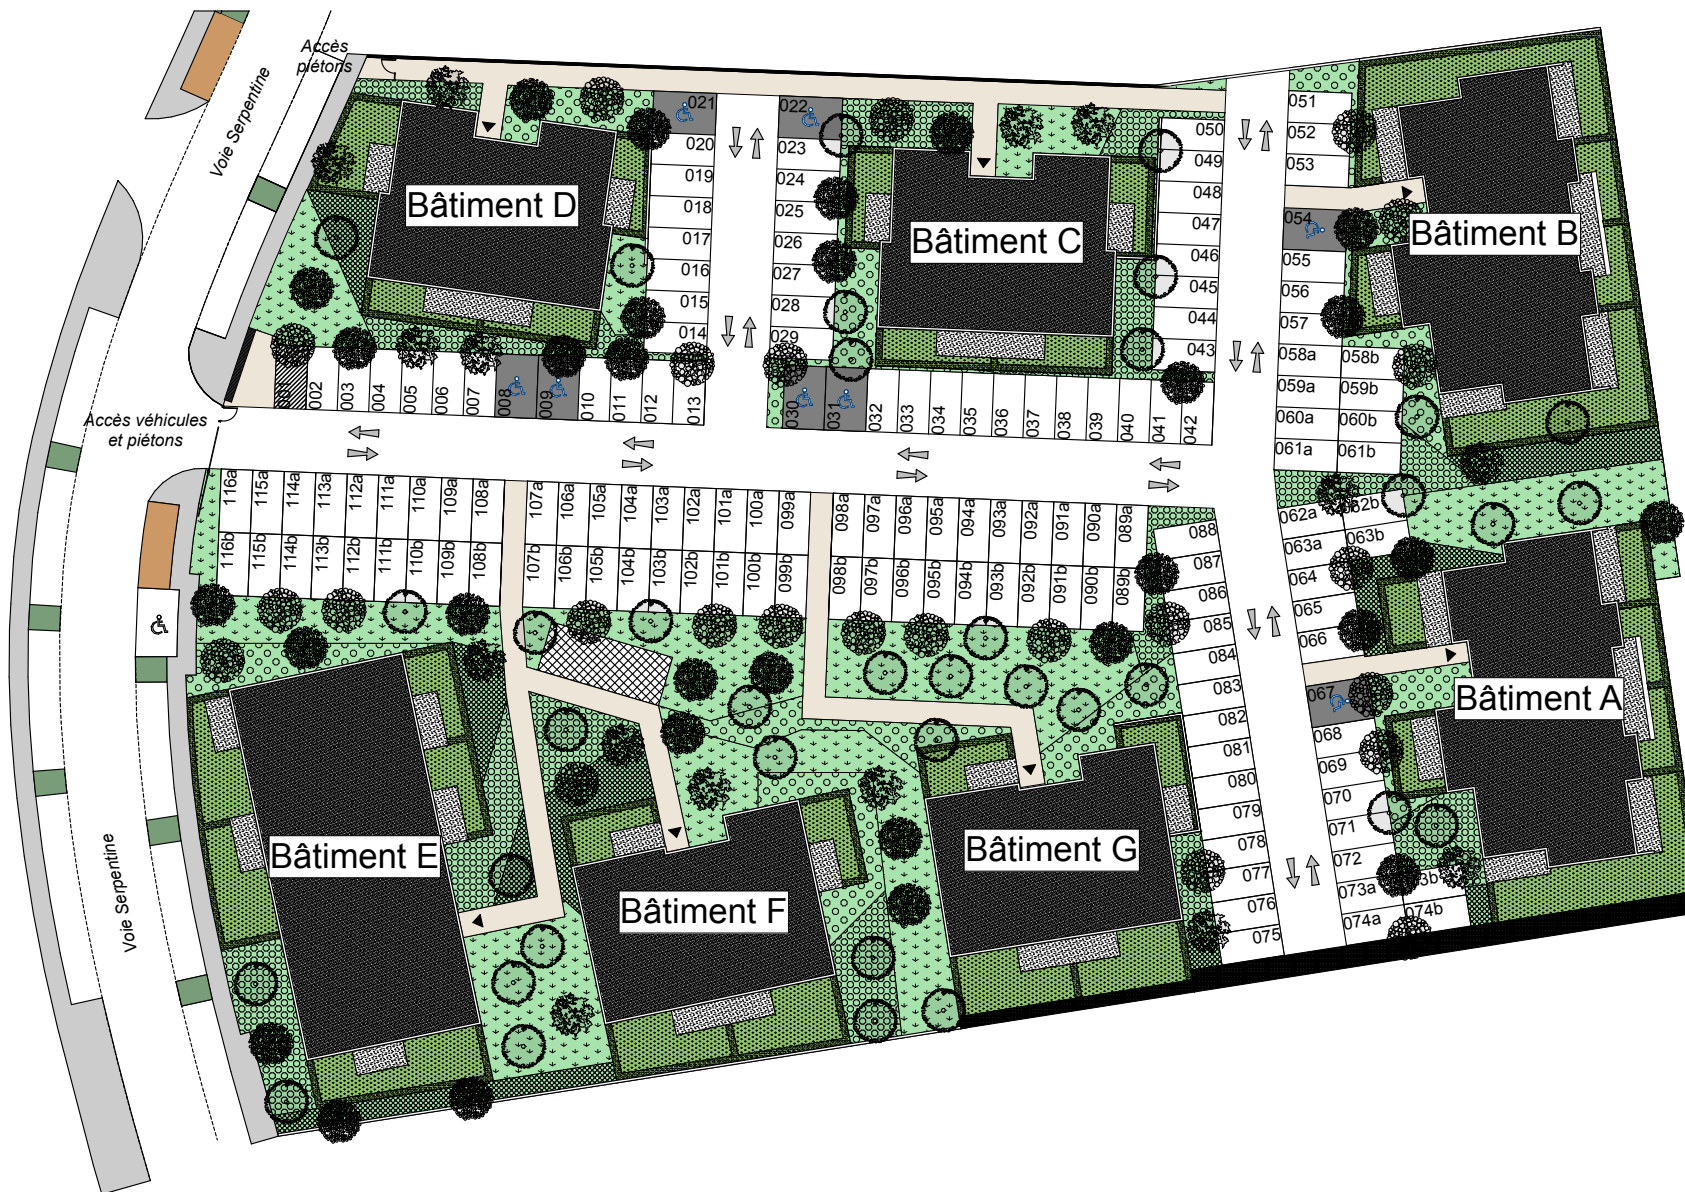 Accès
piétons
Voie Serpentine
Bâtiment D
021
020
019
018
017
016
015
014
022
023
024
025
026
027
028
029
Bâtiment C
050
049
048
047
046
045
044
043
051
052
053
054
055
056
057
058a 058b
059a 059b
060a 060b
061a 061b
Bâtiment B
Accès véhicules
et piétons
001
002
003
004
005
006
007
008
009
010
011
012
013
030
031
032
033
034
035
036
037
038
039
040
041
042
116a
115a
114a
113a
112a
111a
110a
109a
108a
107a
106a
105a
104a
103a
102a
101a
100a
099a
098a
097a
096a
095a
094a
093a
092a
091a
090a
089a
116b
115b
114b
113b
112b
111b
110b
109b
108b
107b
106b
105b
104b
103b
102b
101b
100b
099b
098b
097b
096b
095b
094b
093b
092b
091b
090b
089b
088
087
086
085
084
083
082
081
080
079
078
077
076
075
062a 062b
063a 063b
064
065
066
067
068
069
070
071
072
073a 073b
074a 074b
Bâtiment A
Bâtiment E
Bâtiment F
Bâtiment G
Voie Serpentine